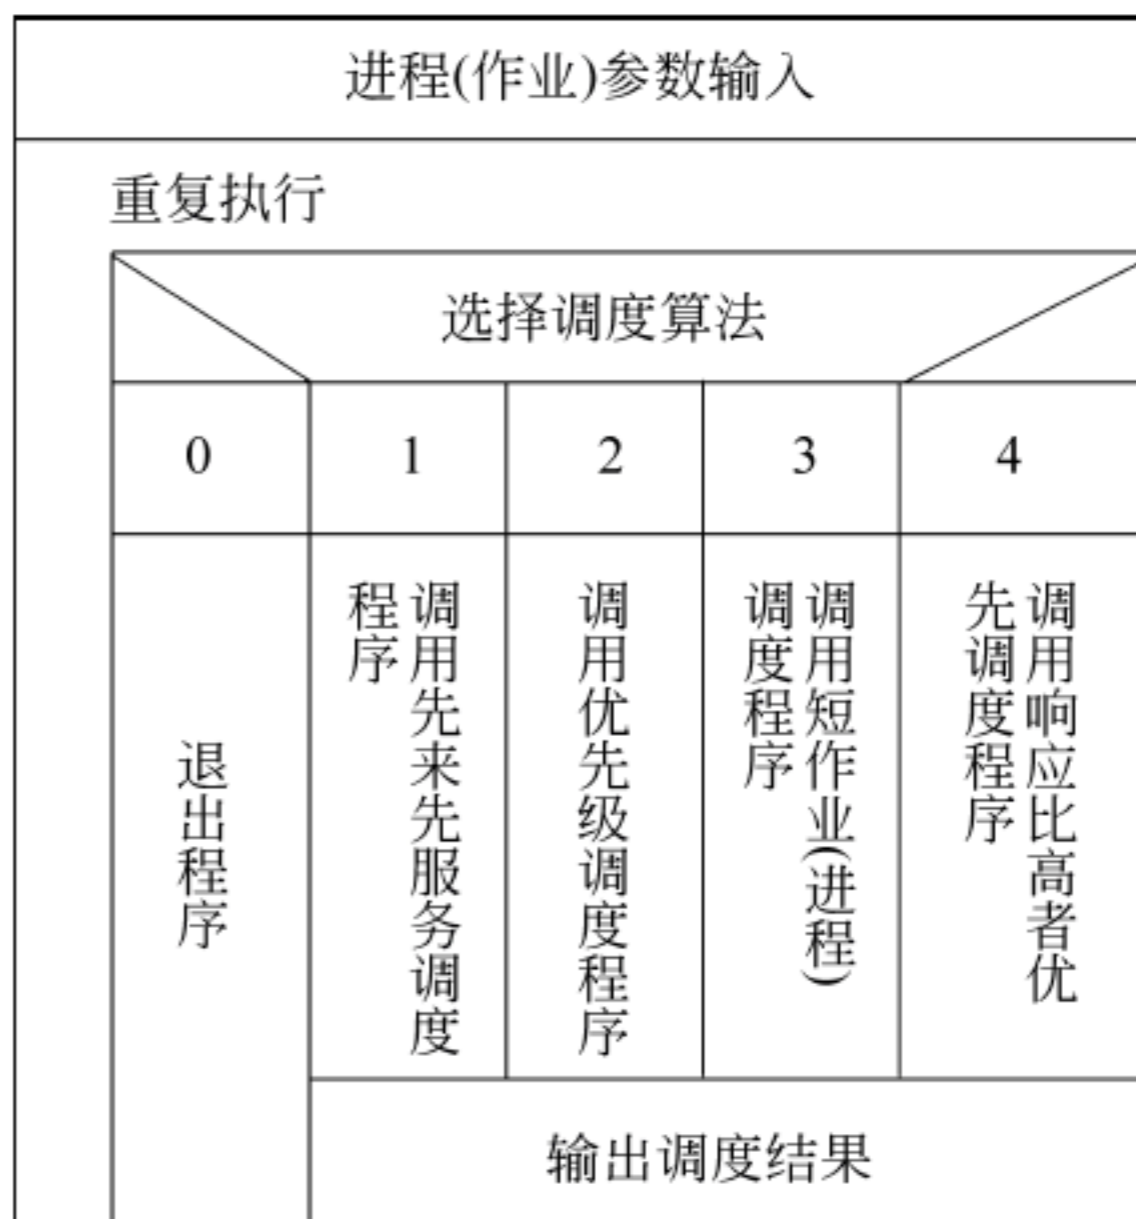 进程(作业)参数输入
重复执行
选择调度算法
0
1
2
3
4
退出程序
调用先来先服务调度
程序
调用优先级调度程序
调用短作业(进程)
调度程序
调用响应比高者优
先调度程序
输出调度结果